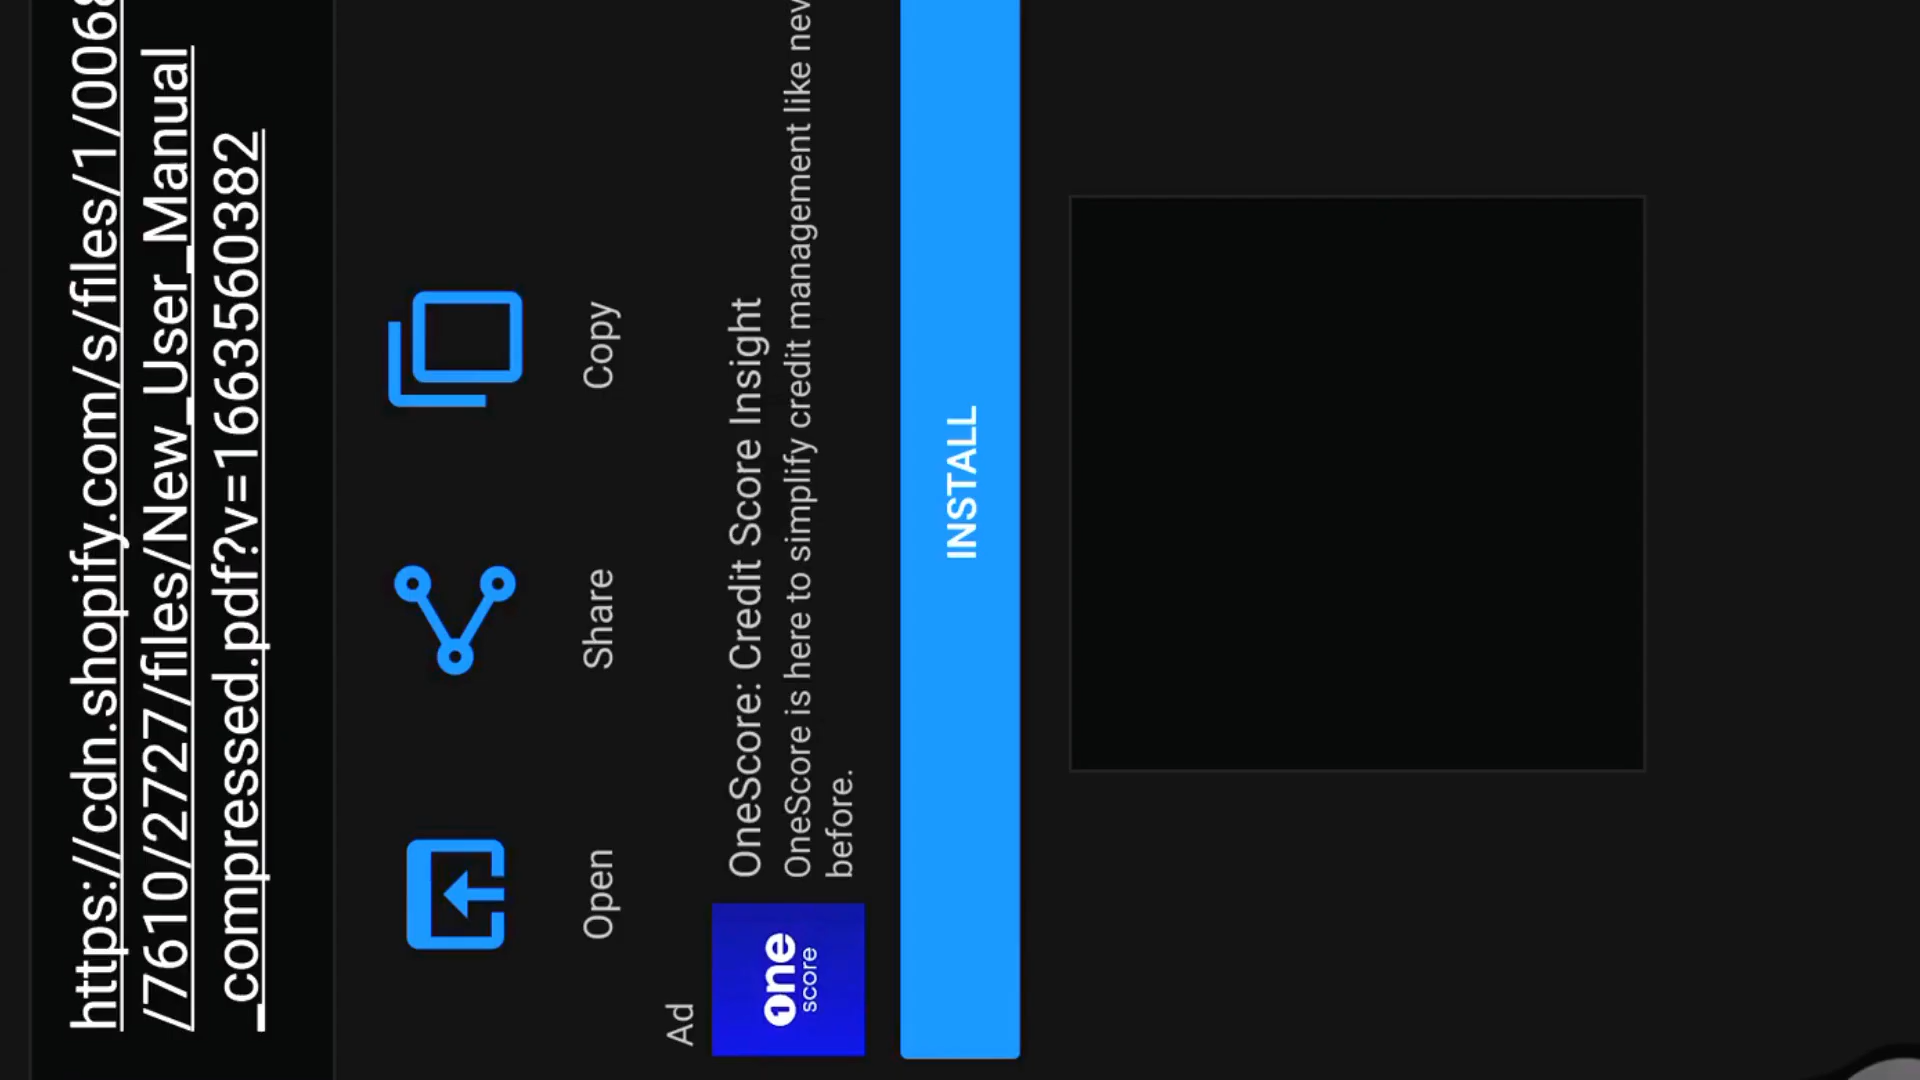 https://cdn.shopify.com/s/files/1/006
/7610/2727/files/New_User_Manual
_compressed.pdf?v=1663560382
Open
Share
Copy
Ad
one
score
OneScore: Credit Score Insight
OneScore is here to simplify credit management like
before.
INSTALL